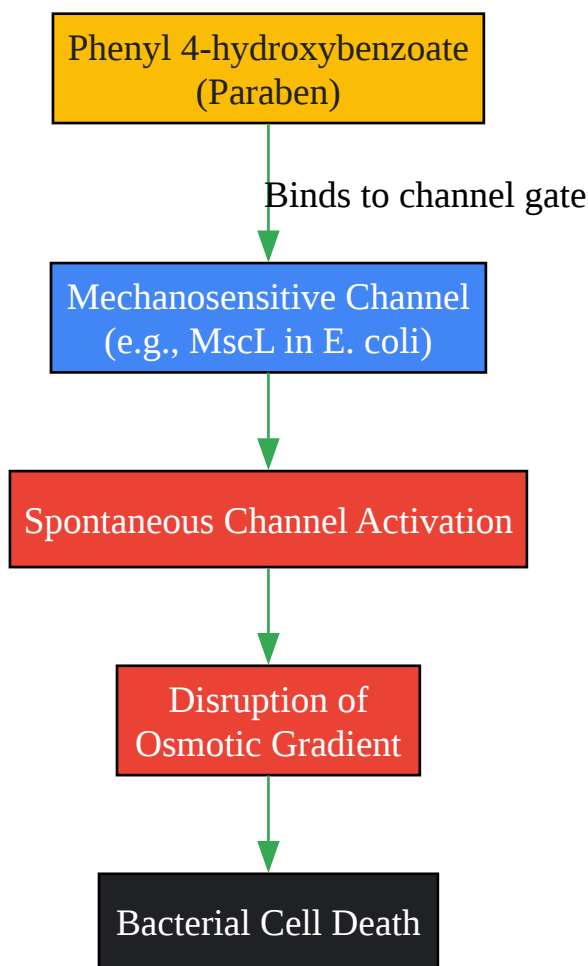 Phenyl 4-hydroxybenzoate
(Paraben)
Binds to channel gate
Mechanosensitive Channel
(e.g., MscL in E. coli)
Spontaneous Channel Activation
Disruption of
Osmotic Gradient
Bacterial Cell Death